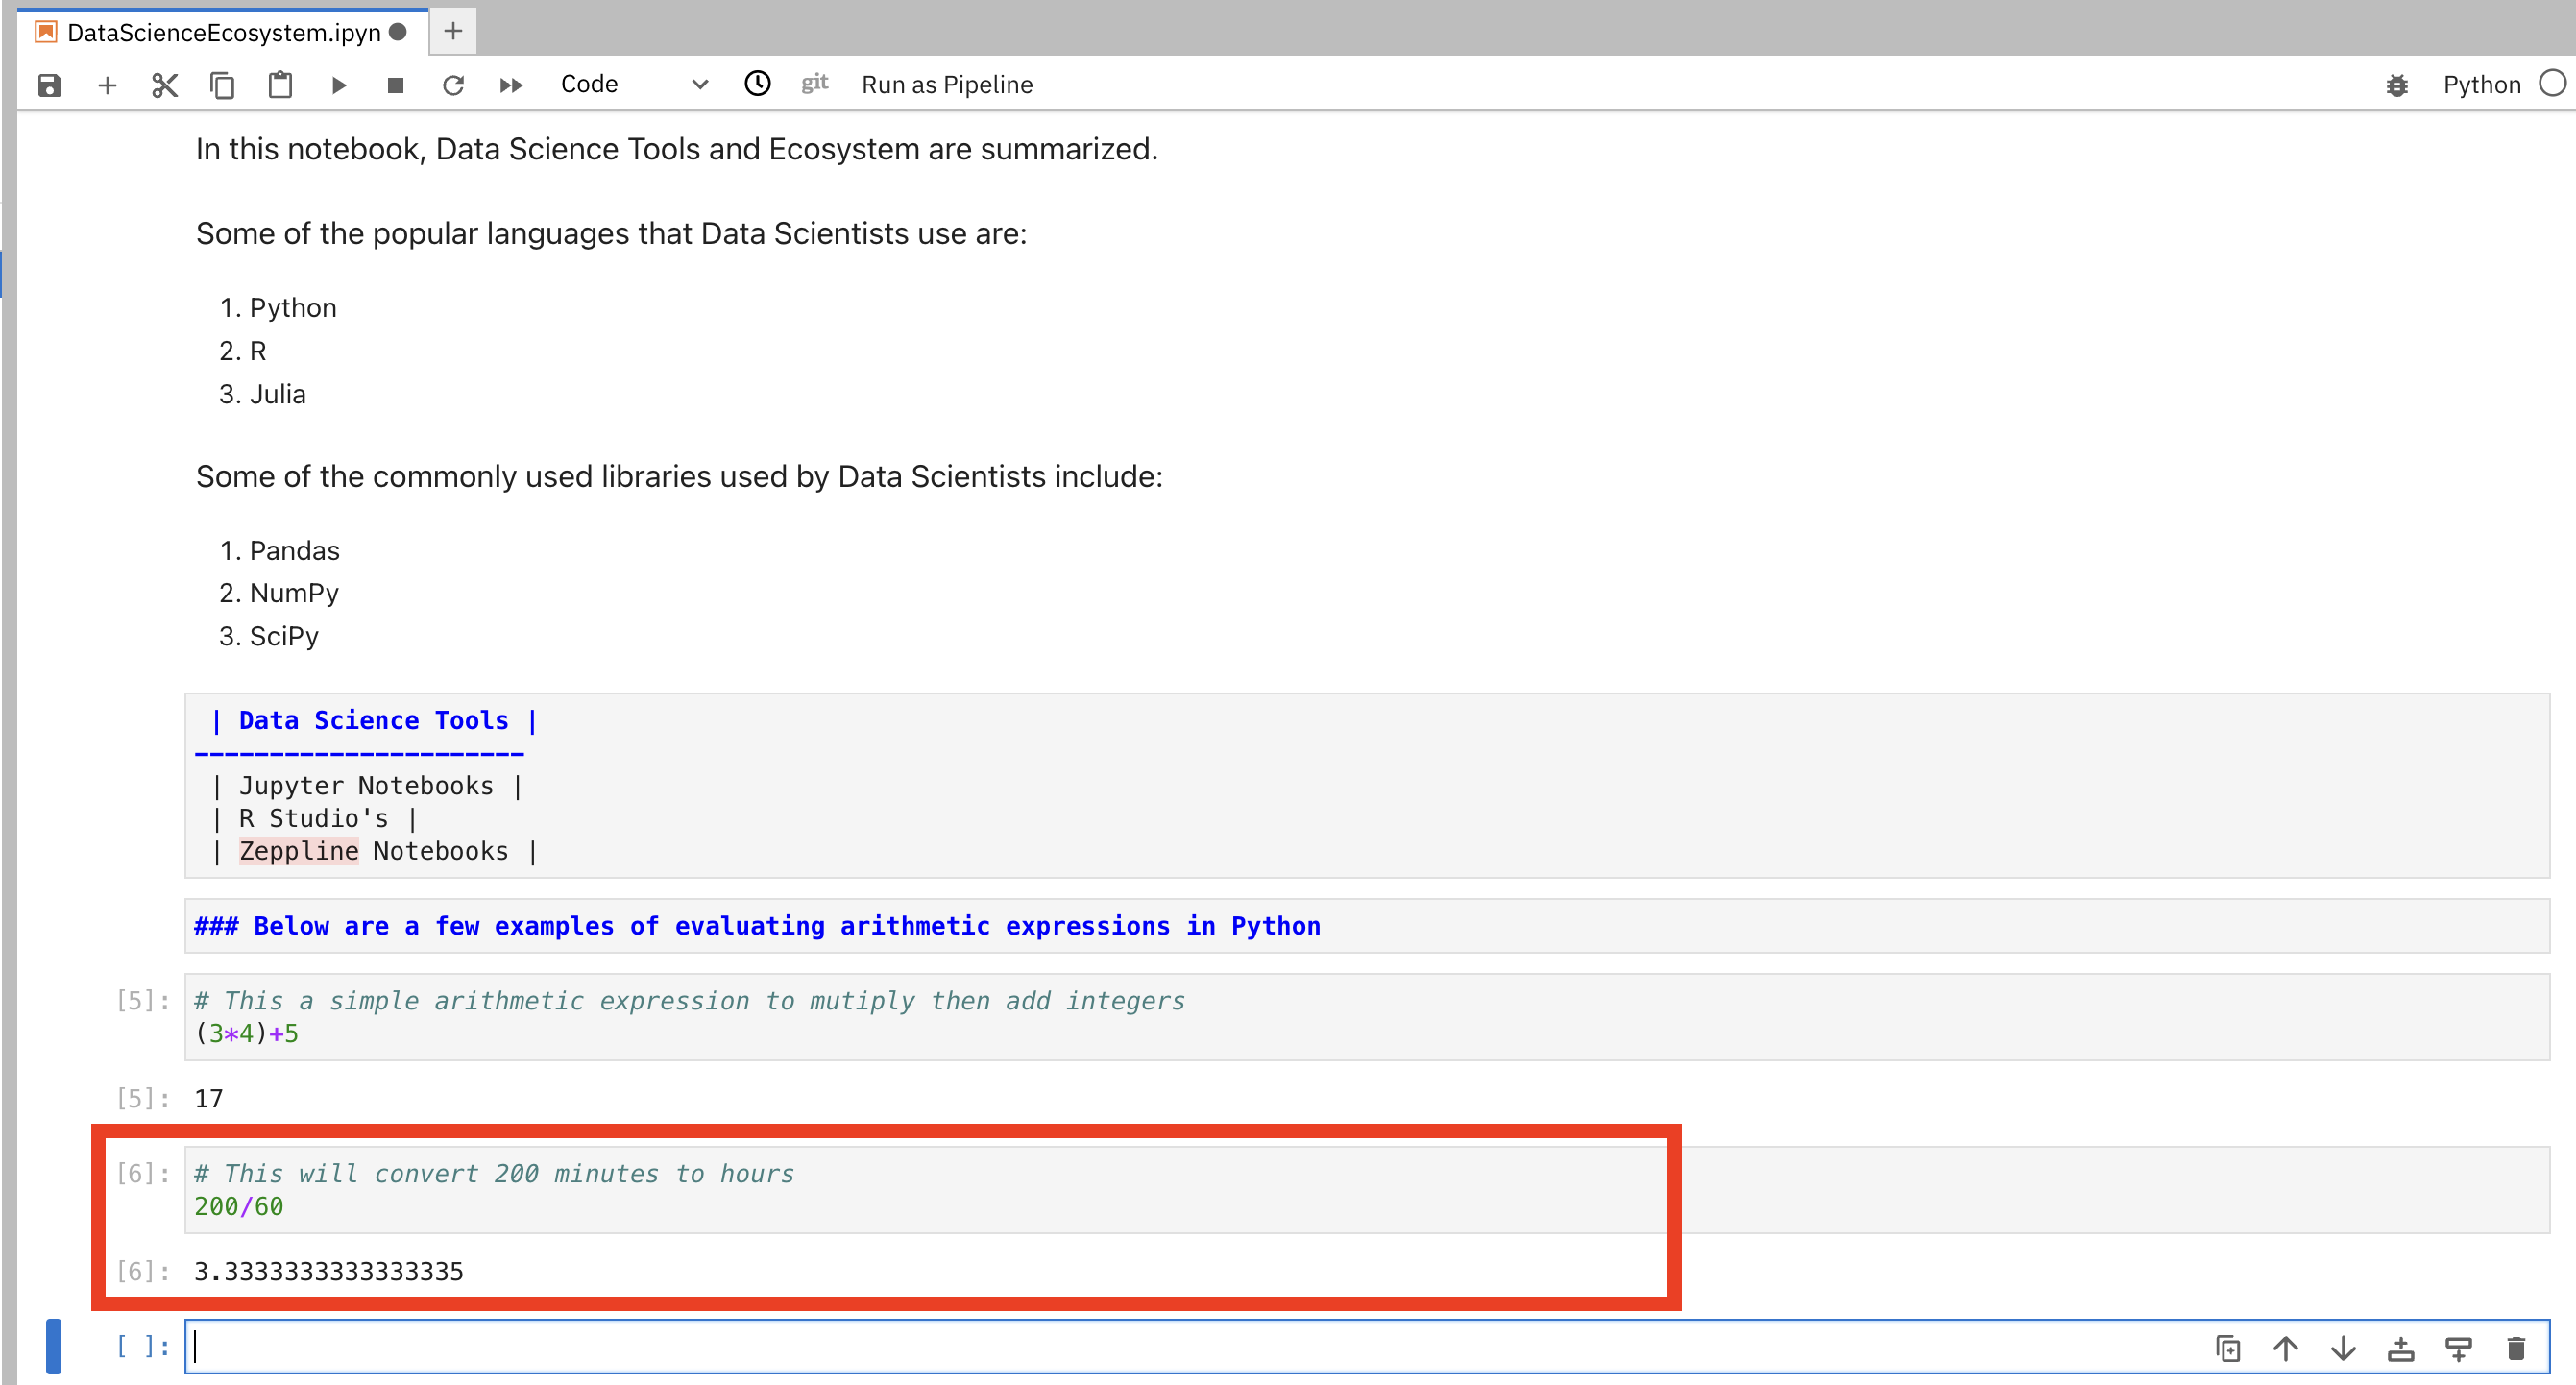 DataScienceEcosystem.ipyn
Code
git
Run as Pipeline
Python
In this notebook, Data Science Tools and Ecosystem are summarized.
Some of the popular languages that Data Scientists use are:
1. Python
2. R
3. Julia
Some of the commonly used libraries used by Data Scientists include:
1. Pandas
2. NumPy
3. SciPy
| Data Science Tools |
----------------------
| Jupyter Notebooks |
| R Studio's |
| Zeppline Notebooks |
### Below are a few examples of evaluating arithmetic expressions in Python
[5]: # This a simple arithmetic expression to mutiply then add integers
(3*4)+5
[5]: 17
[6]: # This will convert 200 minutes to hours
200/60
[6]: 3.3333333333333335
[ ]: